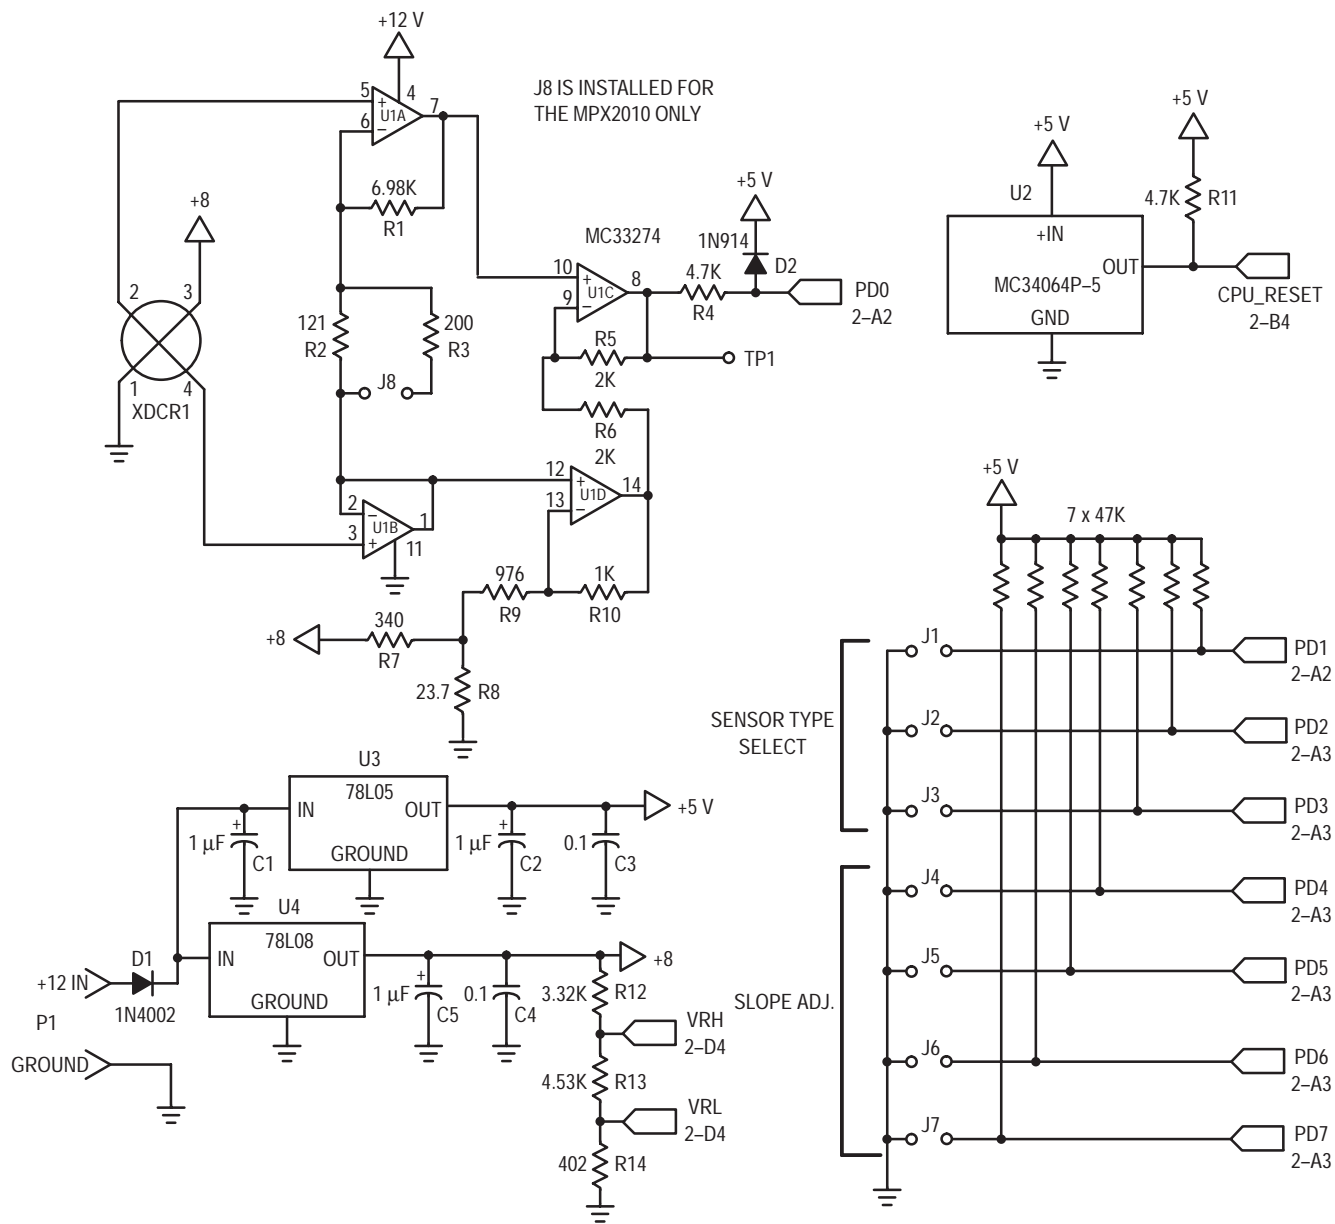 +12 V
J8 IS INSTALLED FOR
THE MPX2010 ONLY
5
+
4
U1A
7
6
–
6.98K
R1
+8
2
3
1
4
XDCR1
121
R2
200
R3
J8
MC33274
10
+
8
U1C
9
–
4.7K
R4
+5 V
1N914
D2
PD0
2–A2
TP1
R5
2K
R6
2K
12
+
14
U1D
13
–
2
–
1
U1B
3
+
11
976
R9
1K
R10
+8
340
R7
23.7
R8
+5 V
+5 V
U2
4.7K
R11
+IN
OUT
MC34064P–5
GND
CPU_RESET
2–B4
+5 V
7 x 47K
SENSOR TYPE
SELECT
J1
PD1
2–A2
J2
PD2
2–A3
J3
PD3
2–A3
SLOPE ADJ.
J4
PD4
2–A3
J5
PD5
2–A3
J6
PD6
2–A3
J7
PD7
2–A3
U3
78L05
IN
OUT
GROUND
+
1 µF
C1
+
1 µF
C2
0.1
C3
+5 V
U4
78L08
IN
OUT
GROUND
D1
+12 IN
1N4002
P1
GROUND
+
1 µF
C5
0.1
C4
+8
3.32K
R12
VRH
2–D4
4.53K
R13
VRL
2–D4
402
R14